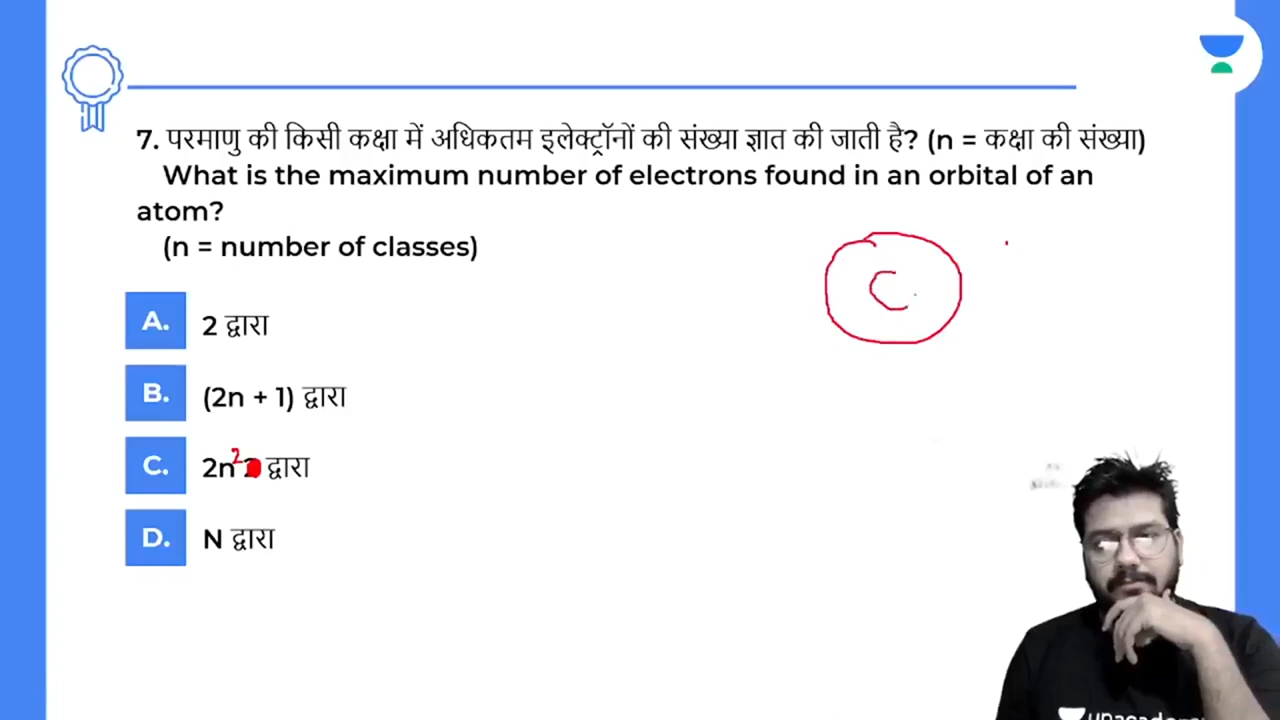 7. परमाणु की किसी कक्षा में अधिकतम इलेक्ट्रॉनों की संख्या ज्ञात की जाती है? (n = कक्षा की संख्या)
What is the maximum number of electrons found in an orbital of an
atom?
(n = number of classes)
C
A. 2 द्वारा
B. (2n + 1) द्वारा
C. 2n² द्वारा
D. N द्वारा